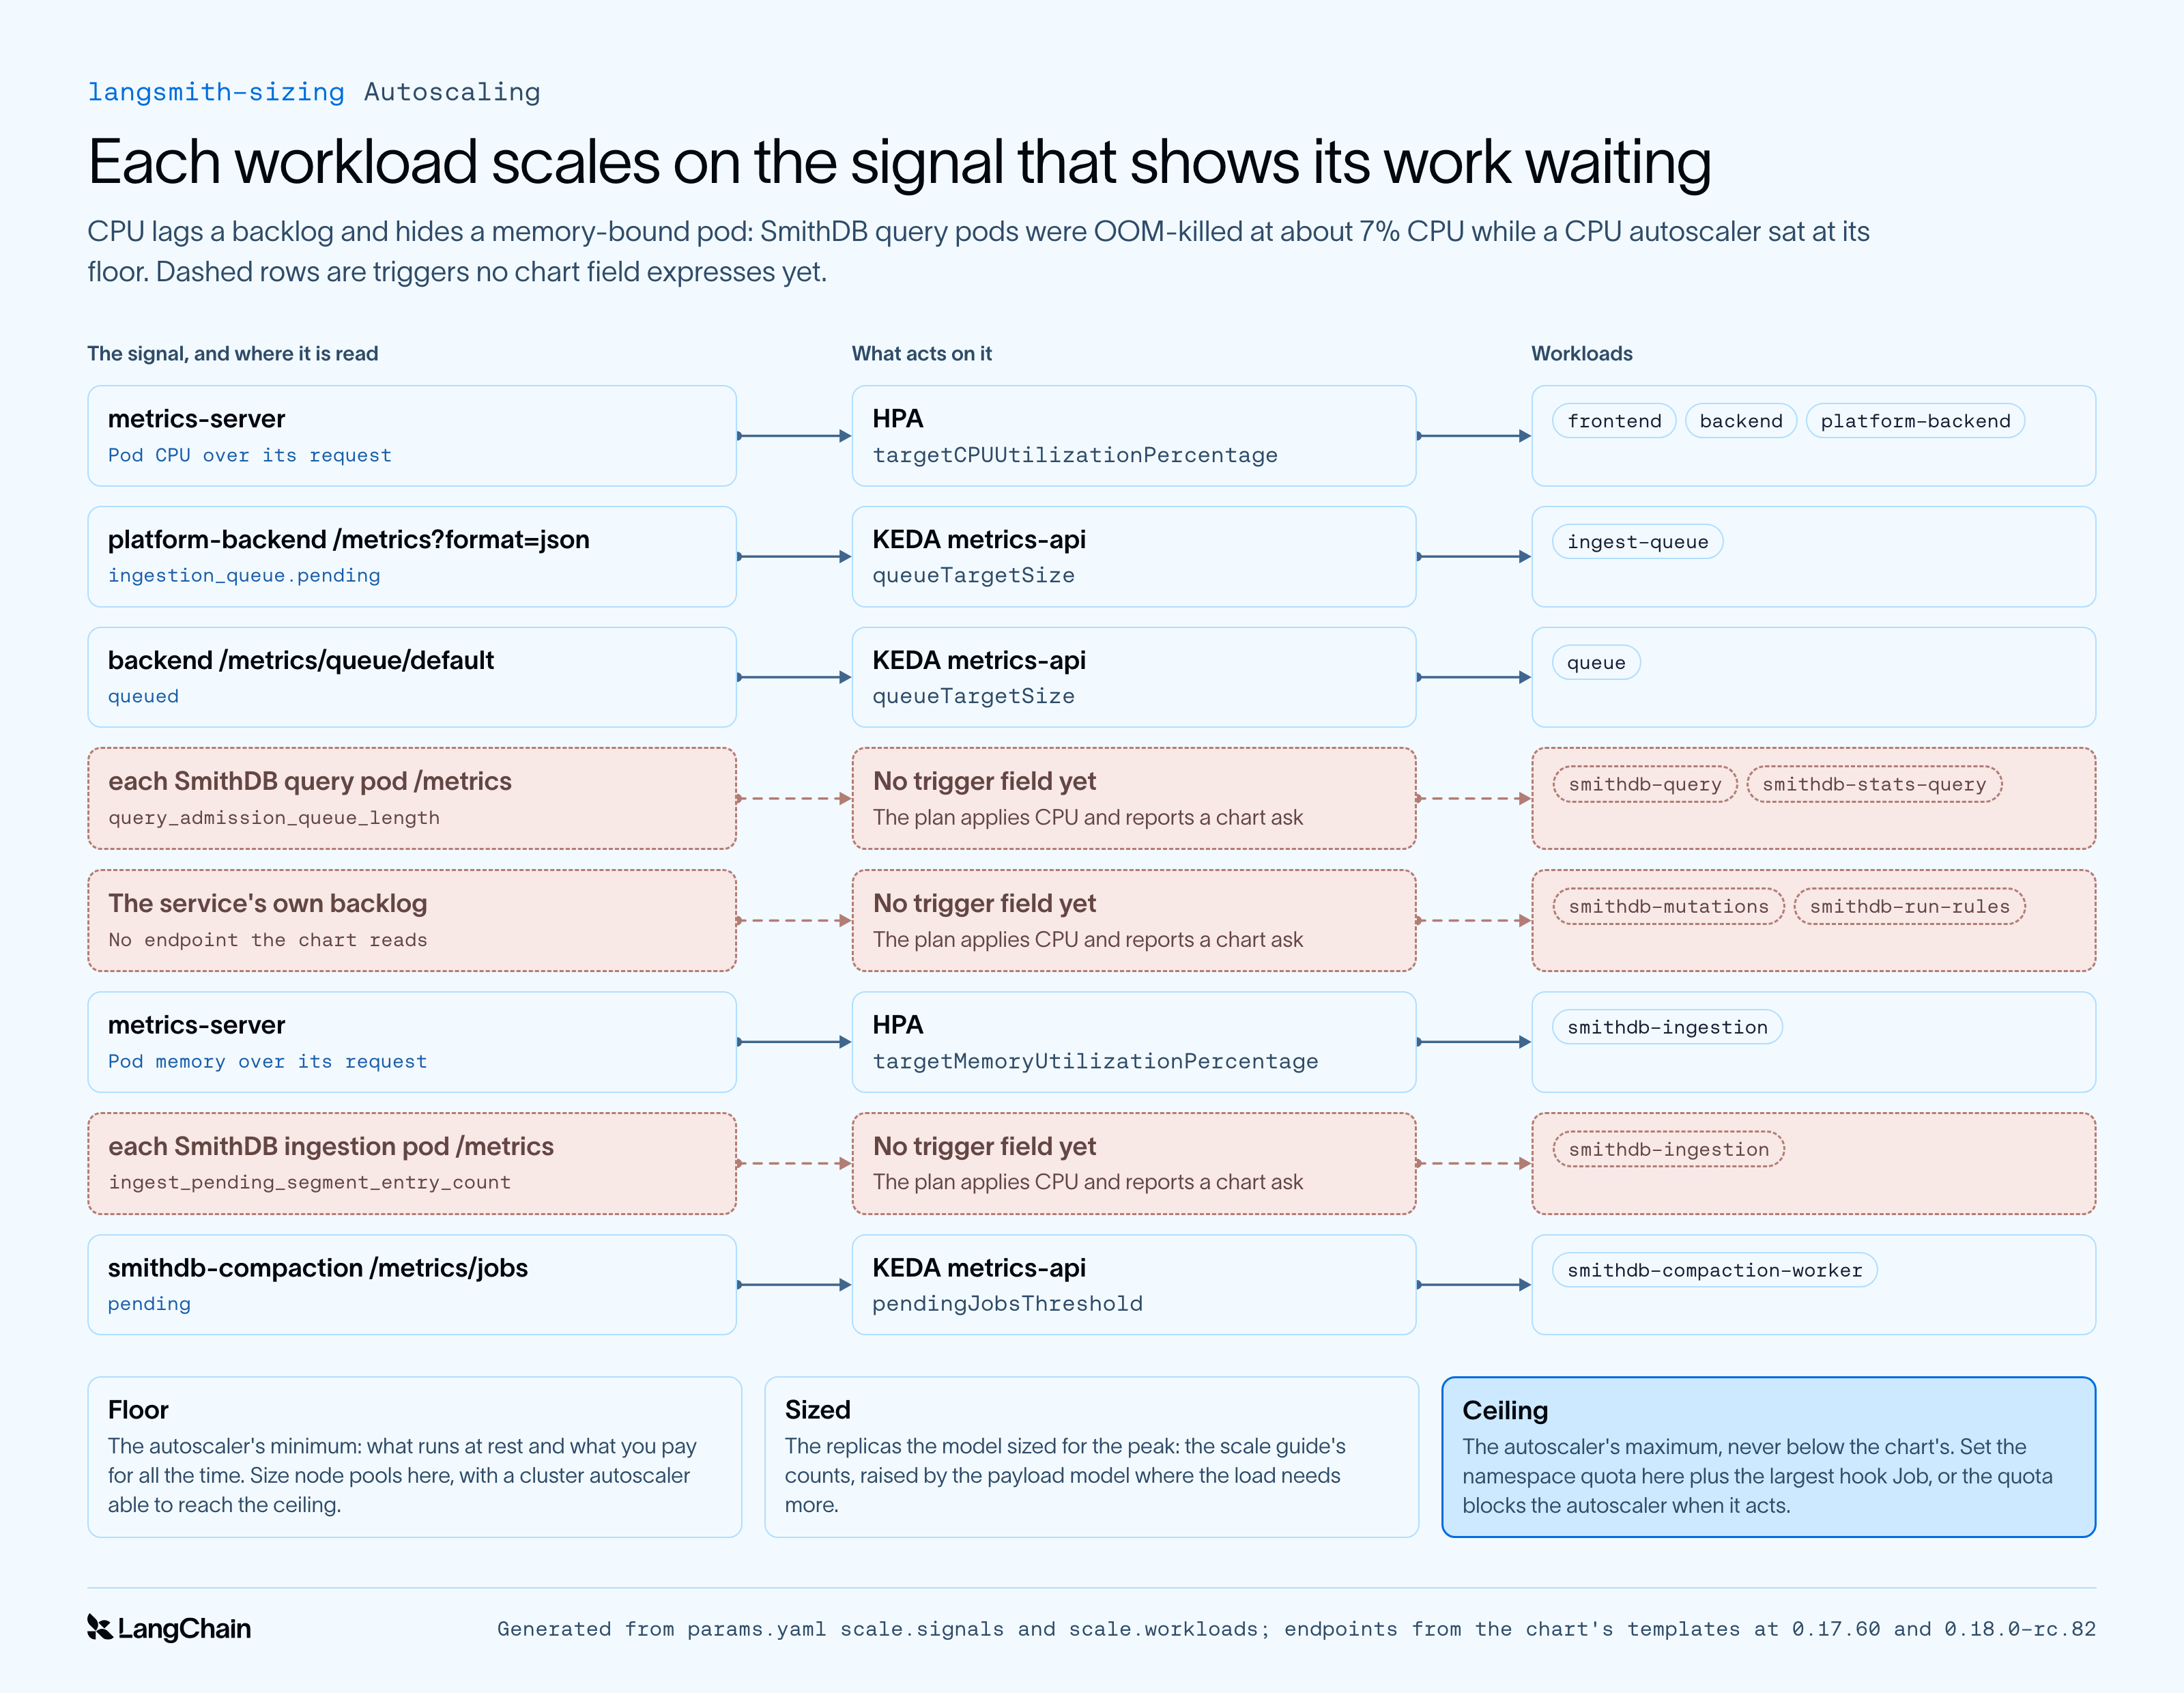 langsmith-sizing Autoscaling
Each workload scales on the signal that shows its work waiting
CPU lags a backlog and hides a memory-bound pod: SmithDB query pods were OOM-killed at about 7% CPU while a CPU autoscaler sat at its
floor. Dashed rows are triggers no chart field expresses yet.
The signal, and where it is read
What acts on it
Workloads
metrics-server
Pod CPU over its request
HPA
targetCPUUtilizationPercentage
frontend backend platform-backend
platform-backend /metrics?format=json
ingestion_queue.pending
KEDA metrics-api
queueTargetSize
ingest-queue
backend /metrics/queue/default
queued
KEDA metrics-api
queueTargetSize
queue
each SmithDB query pod /metrics
query_admission_queue_length
No trigger field yet
The plan applies CPU and reports a chart ask
smithdb-query smithdb-stats-query
The service's own backlog
No endpoint the chart reads
No trigger field yet
The plan applies CPU and reports a chart ask
smithdb-mutations smithdb-run-rules
metrics-server
Pod memory over its request
HPA
targetMemoryUtilizationPercentage
smithdb-ingestion
each SmithDB ingestion pod /metrics
ingest_pending_segment_entry_count
No trigger field yet
The plan applies CPU and reports a chart ask
smithdb-ingestion
smithdb-compaction /metrics/jobs
pending
KEDA metrics-api
pendingJobsThreshold
smithdb-compaction-worker
Floor
The autoscaler's minimum: what runs at rest and what you pay
for all the time. Size node pools here, with a cluster autoscaler
able to reach the ceiling.
Sized
The replicas the model sized for the peak: the scale guide's
counts, raised by the payload model where the load needs
more.
Ceiling
The autoscaler's maximum, never below the chart's. Set the
namespace quota here plus the largest hook Job, or the quota
blocks the autoscaler when it acts.
LangChain
Generated from params.yaml scale.signals and scale.workloads; endpoints from the chart's templates at 0.17.60 and 0.18.0-rc.82